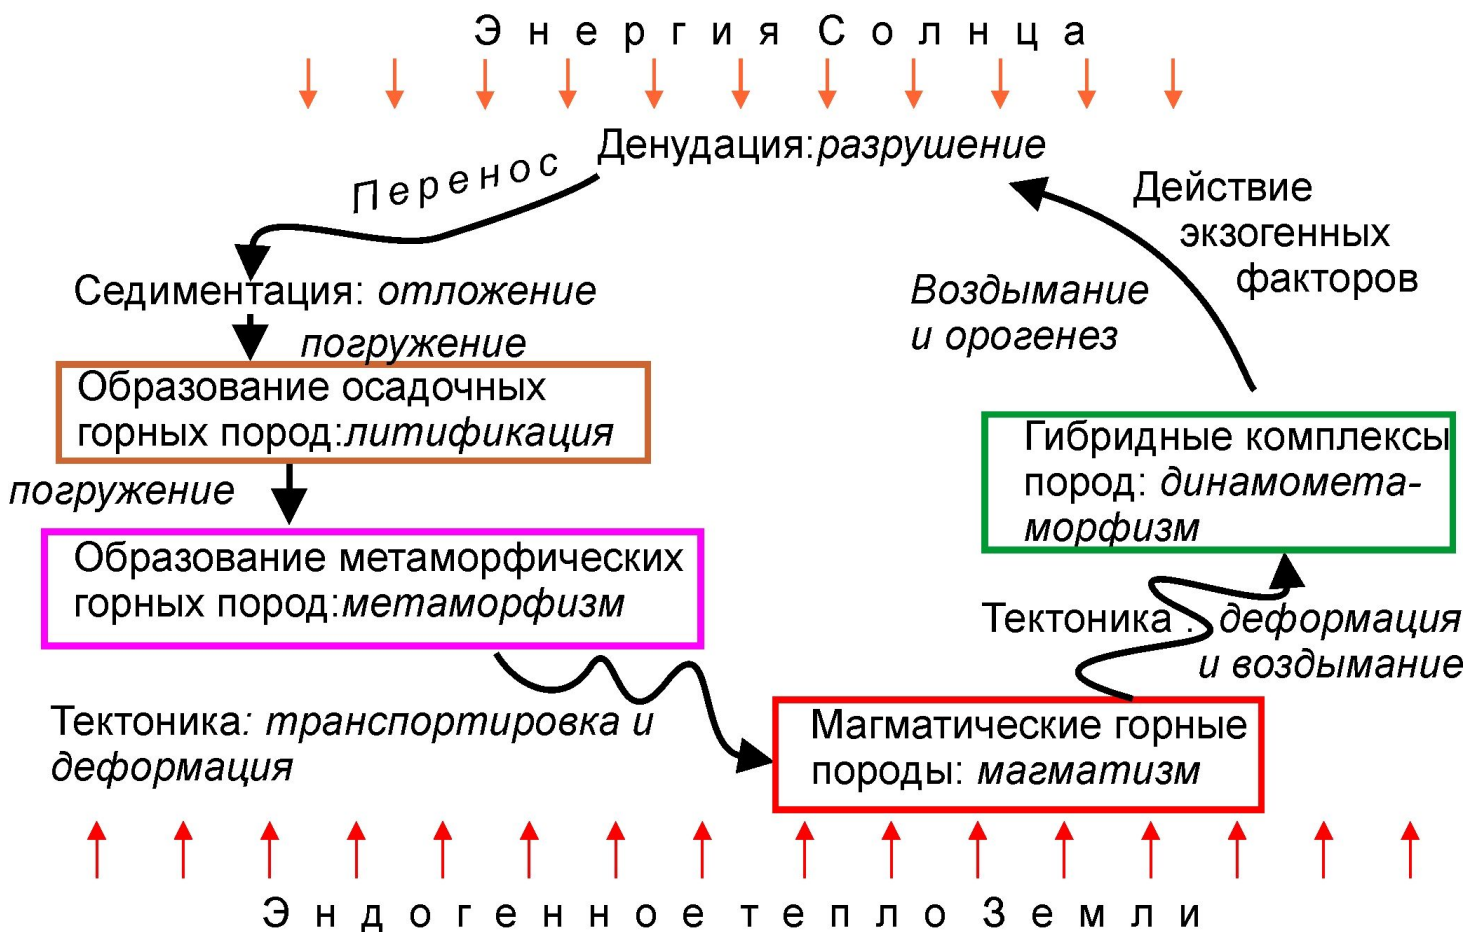 Энергия Солнца
Денудация:разрушение
Перенос
Действие
экзогенных
факторов
Седиментация: отложение
Воздымание
и орогенез
погружение
Образование осадочных
горных пород:литификация
погружение
Гибридные комплексы
пород: динамомета-
морфизм
Образование метаморфических
горных пород:метаморфизм
Тектоника : деформация
и воздымание
Тектоника: транспортировка и
деформация
Магматические горные
породы: магматизм
Эндогенное тепло Земли